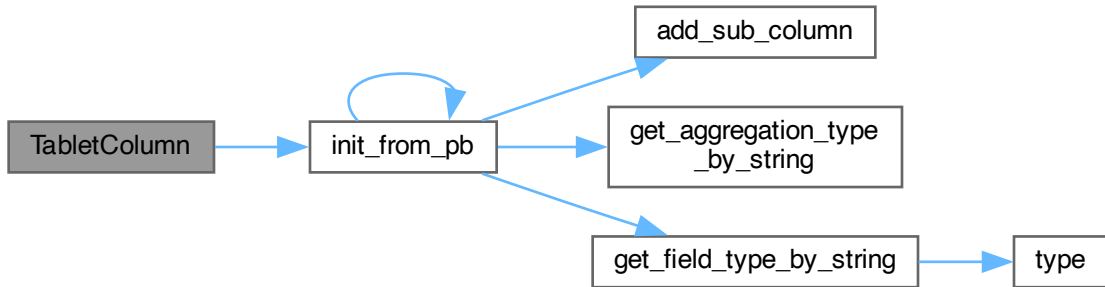 add_sub_column
TabletColumn
init_from_pb
get_aggregation_type
_by_string
get_field_type_by_string
type